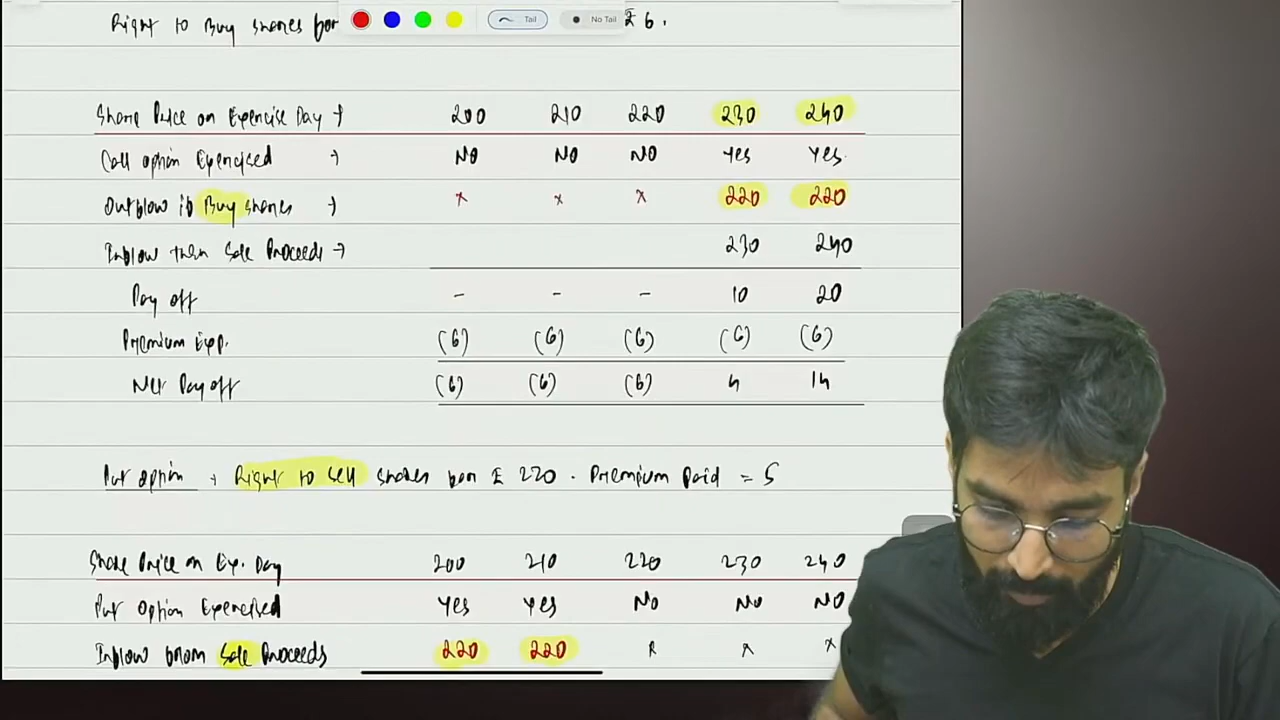 Right to Buy shares for ₹ 6.
Tail
No Tail
Share Price on Exercise Day → 200 210 220 230 240
Call option Exercised → No No No Yes Yes.
Outflow to Buy shares → x x x 220 220
Inflow then Sale Proceeds → 230 240
Pay off - - - 10 20
Premium Exp. (6) (6) (6) (6) (6)
Net Pay off (6) (6) (6) 4 14
Put option → Right to Sell shares for ₹ 220. Premium Paid = 5
Share Price on Exp. Day 200 210 220 230 240
Put Option Exercised Yes Yes No No No
Inflow from Sale Proceeds 220 220 x x x